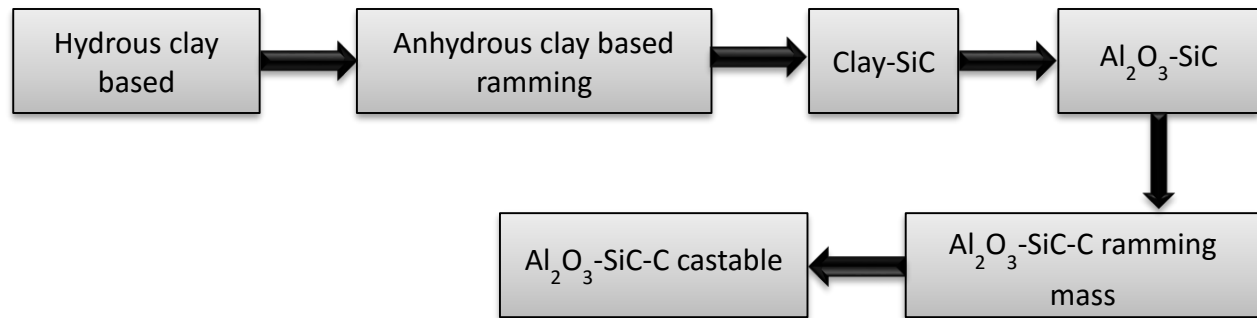 Hydrous clay
based
Anhydrous clay based
ramming
Clay-SiC
Al₂O₃-SiC
Al₂O₃-SiC-C ramming
mass
Al₂O₃-SiC-C castable